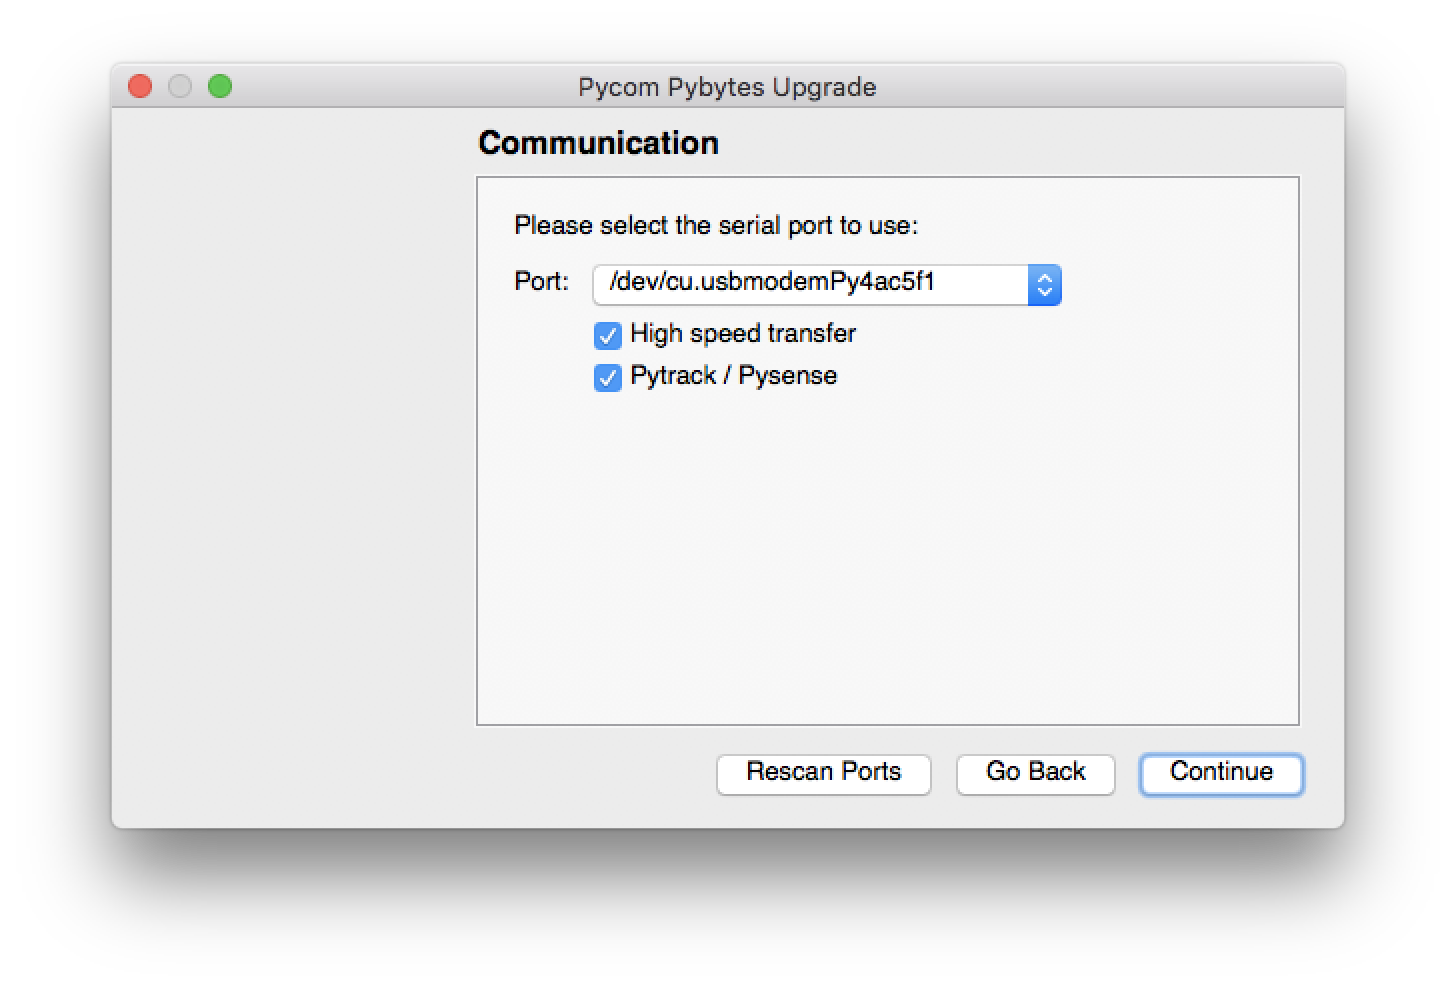 Pycom Pybytes Upgrade
Communication
Please select the serial port to use:
Port: /dev/cu.usbmodemPy4ac5f1
High speed transfer
Pytrack / Pysense
Rescan Ports Go Back Continue